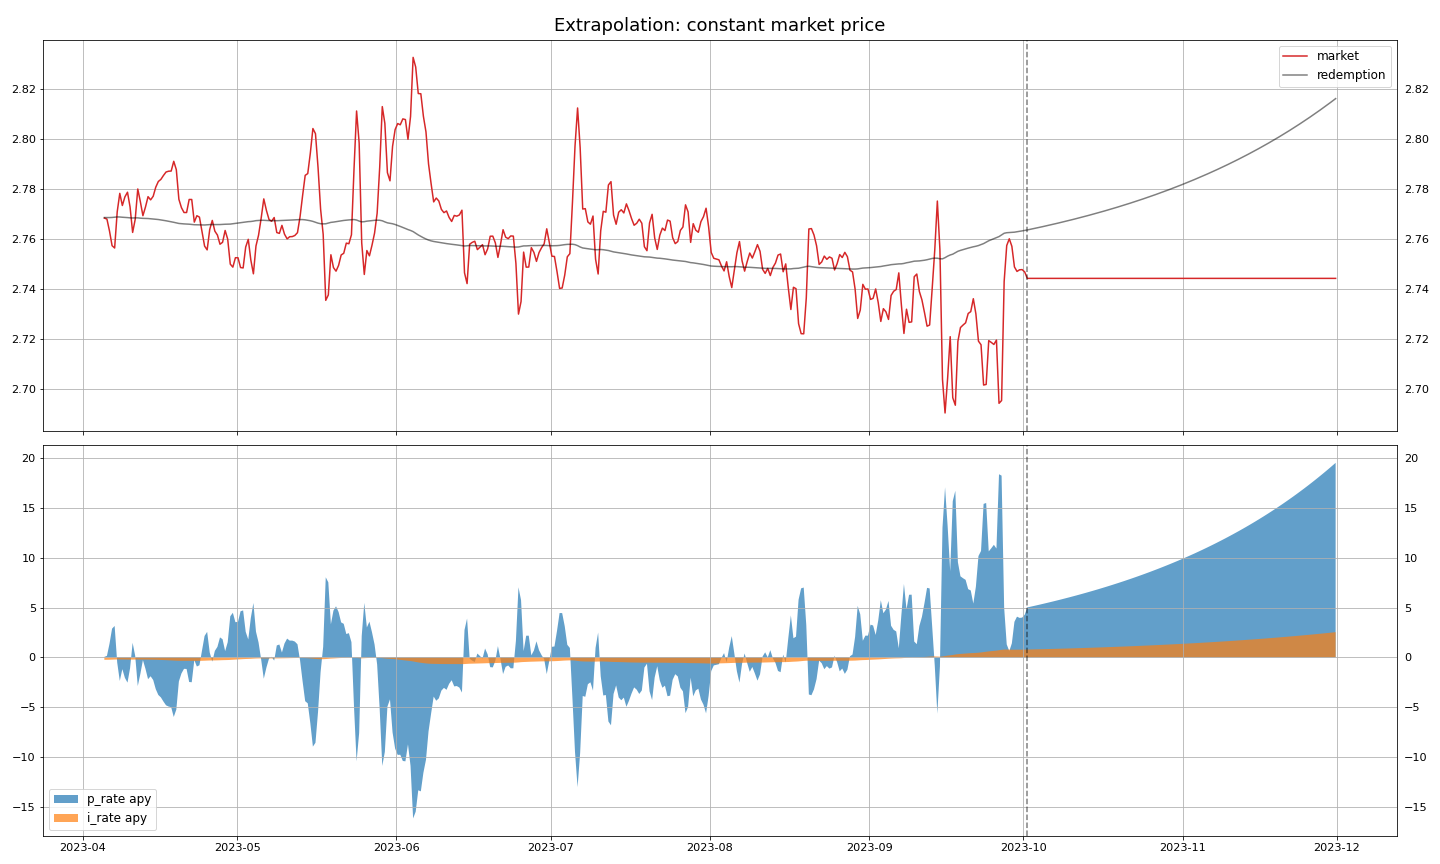 Extrapolation: constant market price
market
redemption
2.82 2.82
2.80 2.80
2.78 2.78
2.76 2.76
2.74 2.74
2.72 2.72
2.70 2.70
20 20
15 15
10 10
5 5
0 0
−5 −5
−10 −10
−15 −15
p_rate apy
i_rate apy
2023-04 2023-05 2023-06 2023-07 2023-08 2023-09 2023-10 2023-11 2023-12